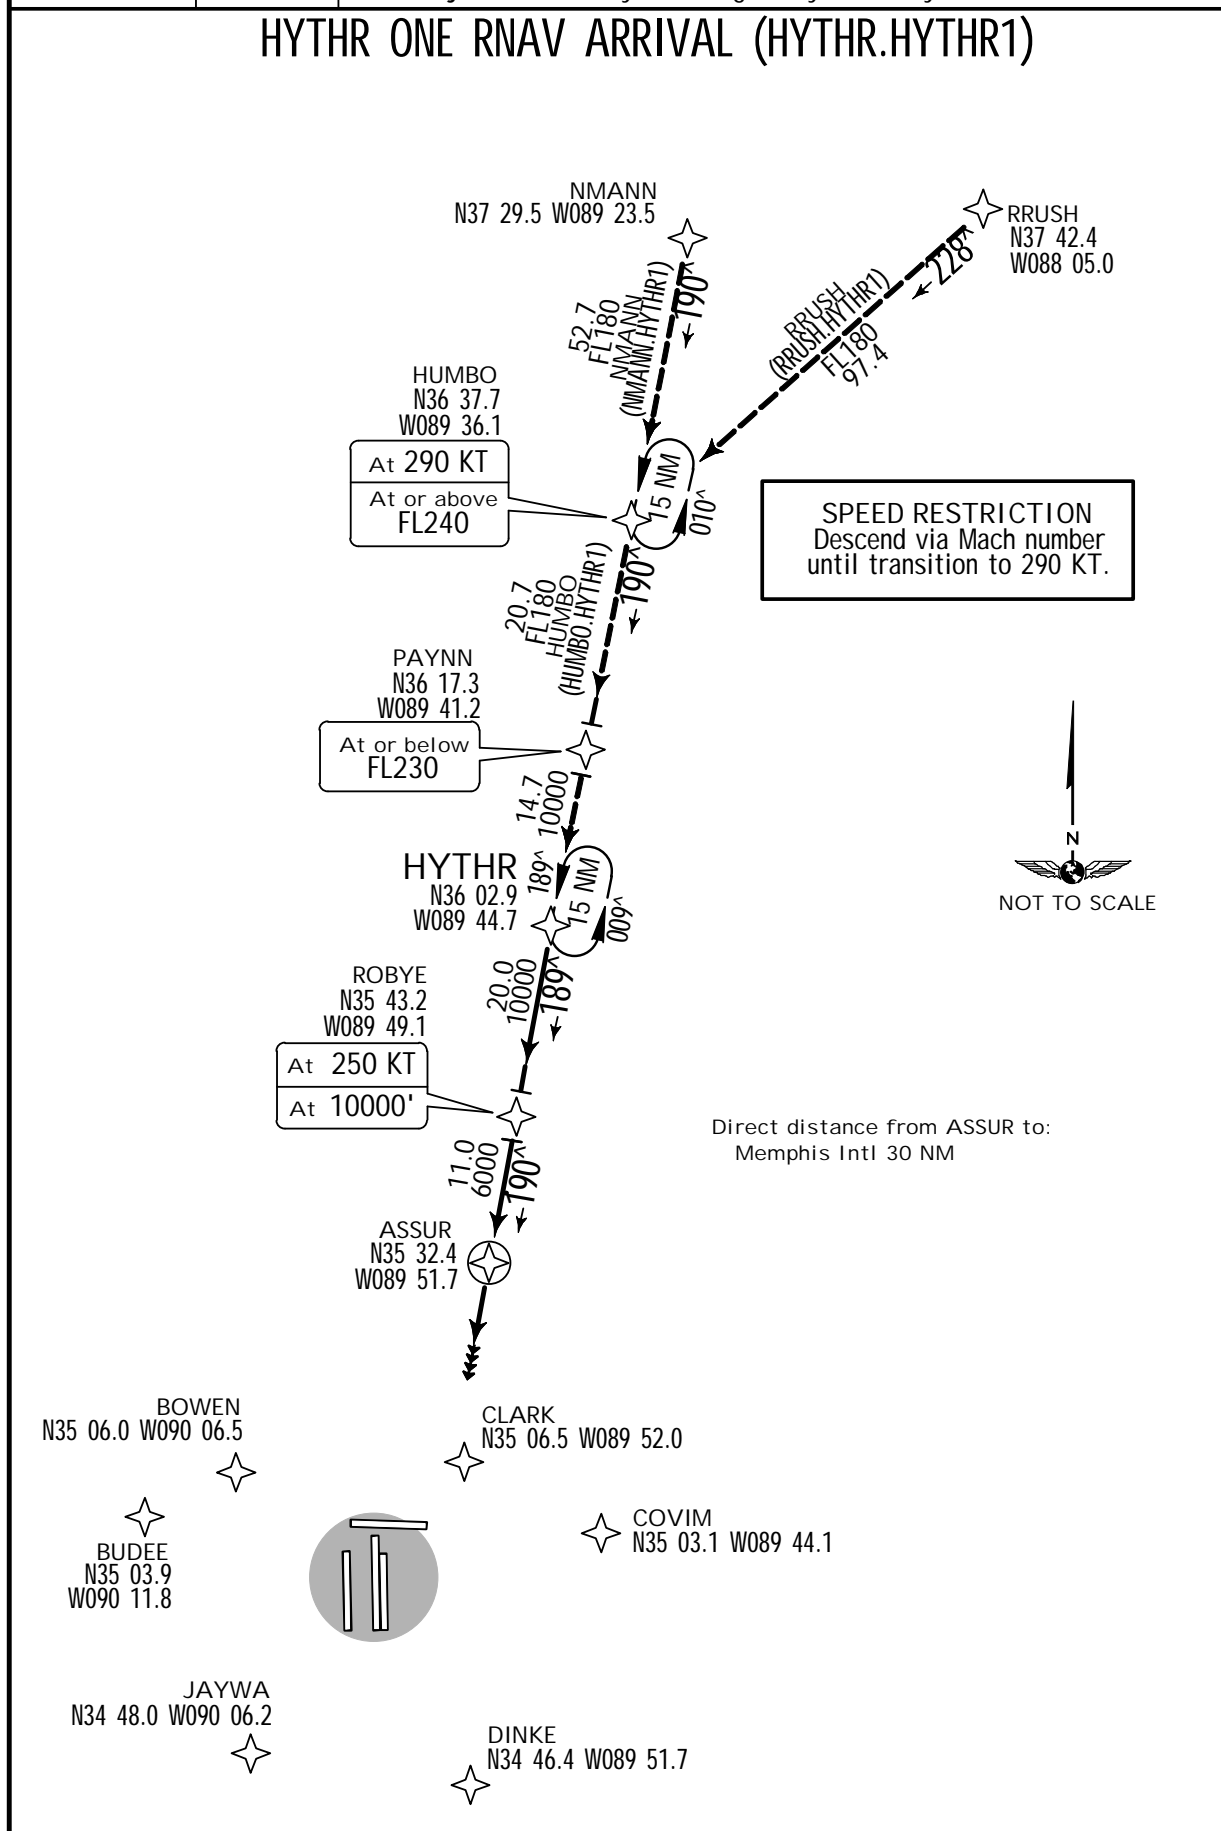 HYTHR ONE RNAV ARRIVAL (HYTHR.HYTHR1)
NMANN
N37 29.5 W089 23.5
RRUSH
N37 42.4
W088 05.0
228^
RRUSH
(RRUSH.HYTHR1)
FL180
97.4
190^
52.7
FL180
NMANN
(NMANN.HYTHR1)
HUMBO
N36 37.7
W089 36.1
At 290 KT
At or above
FL240
15 NM
010^
SPEED RESTRICTION
Descend via Mach number
until transition to 290 KT.
190^
20.7
FL180
HUMBO
(HUMBO.HYTHR1)
PAYNN
N36 17.3
W089 41.2
At or below
FL230
14.7
10000
HYTHR
N36 02.9
W089 44.7
189^
15 NM
009^
N
NOT TO SCALE
20.0
10000
189^
ROBYE
N35 43.2
W089 49.1
At 250 KT
At 10000'
Direct distance from ASSUR to:
Memphis Intl 30 NM
11.0
6000
190^
ASSUR
N35 32.4
W089 51.7
BOWEN
N35 06.0 W090 06.5
CLARK
N35 06.5 W089 52.0
COVIM
N35 03.1 W089 44.1
BUDEE
N35 03.9
W090 11.8
JAYWA
N34 48.0 W090 06.2
DINKE
N34 46.4 W089 51.7